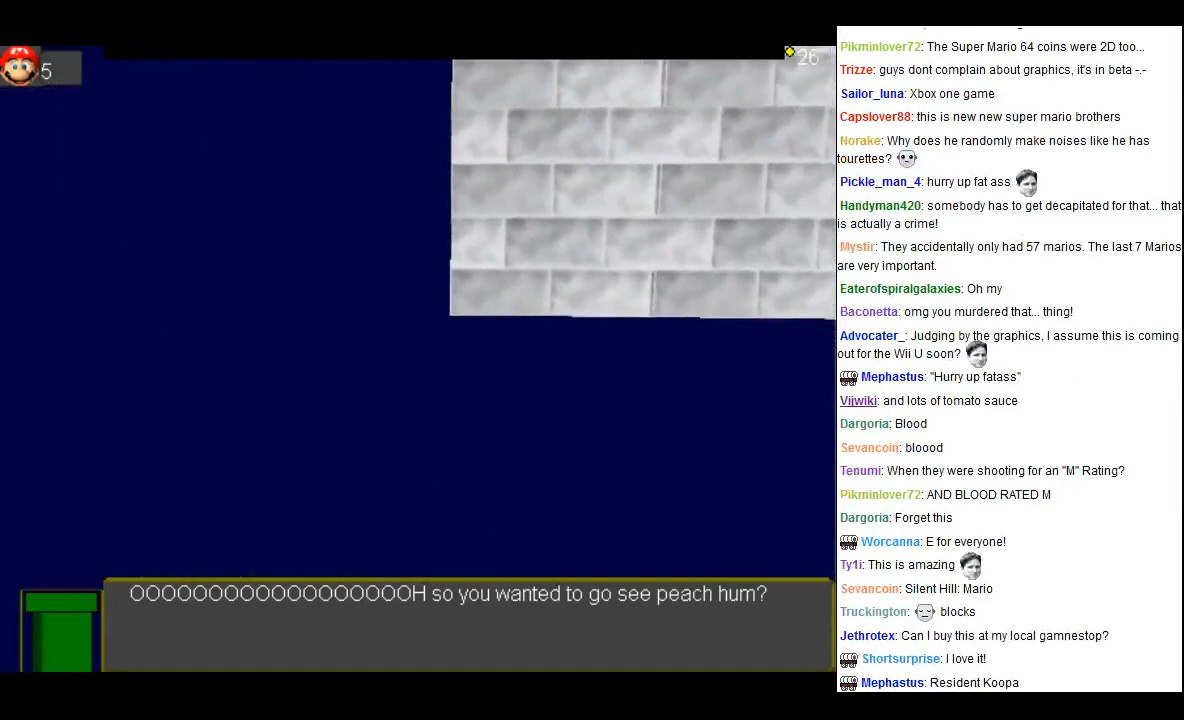 5
26
OOOOOOOOOOOOOOOOOOH so you wanted to go see peach hum?
Pikminlover72: The Super Mario 64 coins were 2D too...
Trizze: guys dont complain about graphics, it's in beta -.-
Sailor_luna: Xbox one game
Capslover88: this is new new super mario brothers
Norake: Why does he randomly make noises like he has
tourettes?
Pickle_man_4: hurry up fat ass
Handyman420: somebody has to get decapitated for that... that
is actually a crime!
Mystir: They accidentally only had 57 marios. The last 7 Marios
are very important.
Eaterofspiralgalaxies: Oh my
Baconetta: omg you murdered that... thing!
Advocater_: Judging by the graphics, I assume this is coming
out for the Wii U soon?
Mephastus: "Hurry up fatass"
Vijwiki: and lots of tomato sauce
Dargoria: Blood
Sevancoin: bloood
Tenumi: When they were shooting for an "M" Rating?
Pikminlover72: AND BLOOD RATED M
Dargoria: Forget this
Worcanna: E for everyone!
Ty1i: This is amazing
Sevancoin: Silent Hill: Mario
Truckington: blocks
Jethrotex: Can I buy this at my local gamnestop?
Shortsurprise: I love it!
Mephastus: Resident Koopa